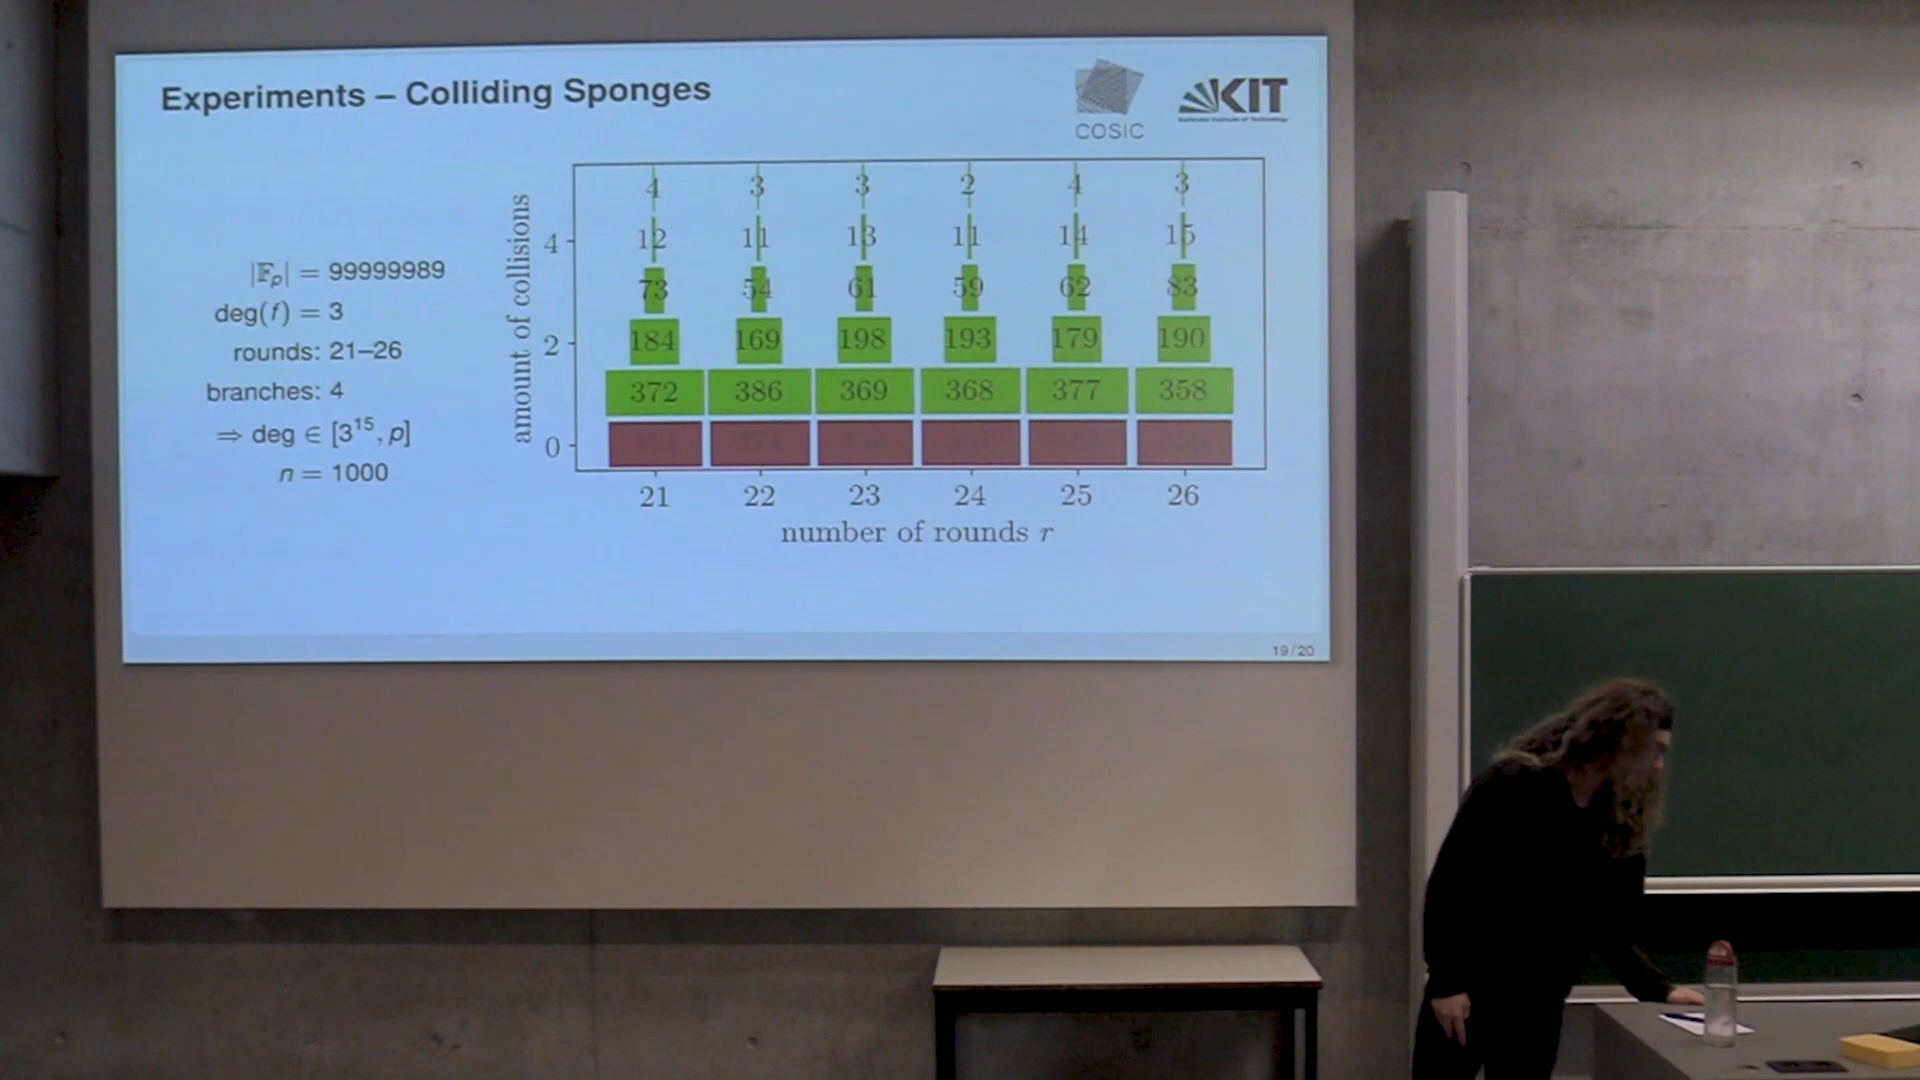 Experiments – Colliding Sponges
COSIC
KIT
|𝔽p| = 99999989
deg(f) = 3
rounds: 21–26
branches: 4
⇒ deg ∈ [3^15, p]
n = 1000
amount of collisions
4
2
0
4 3 3 2 4 3
12 11 13 11 14 15
73 54 61 59 62 83
184 169 198 193 179 190
372 386 369 368 377 358
21 22 23 24 25 26
number of rounds r
19 / 20